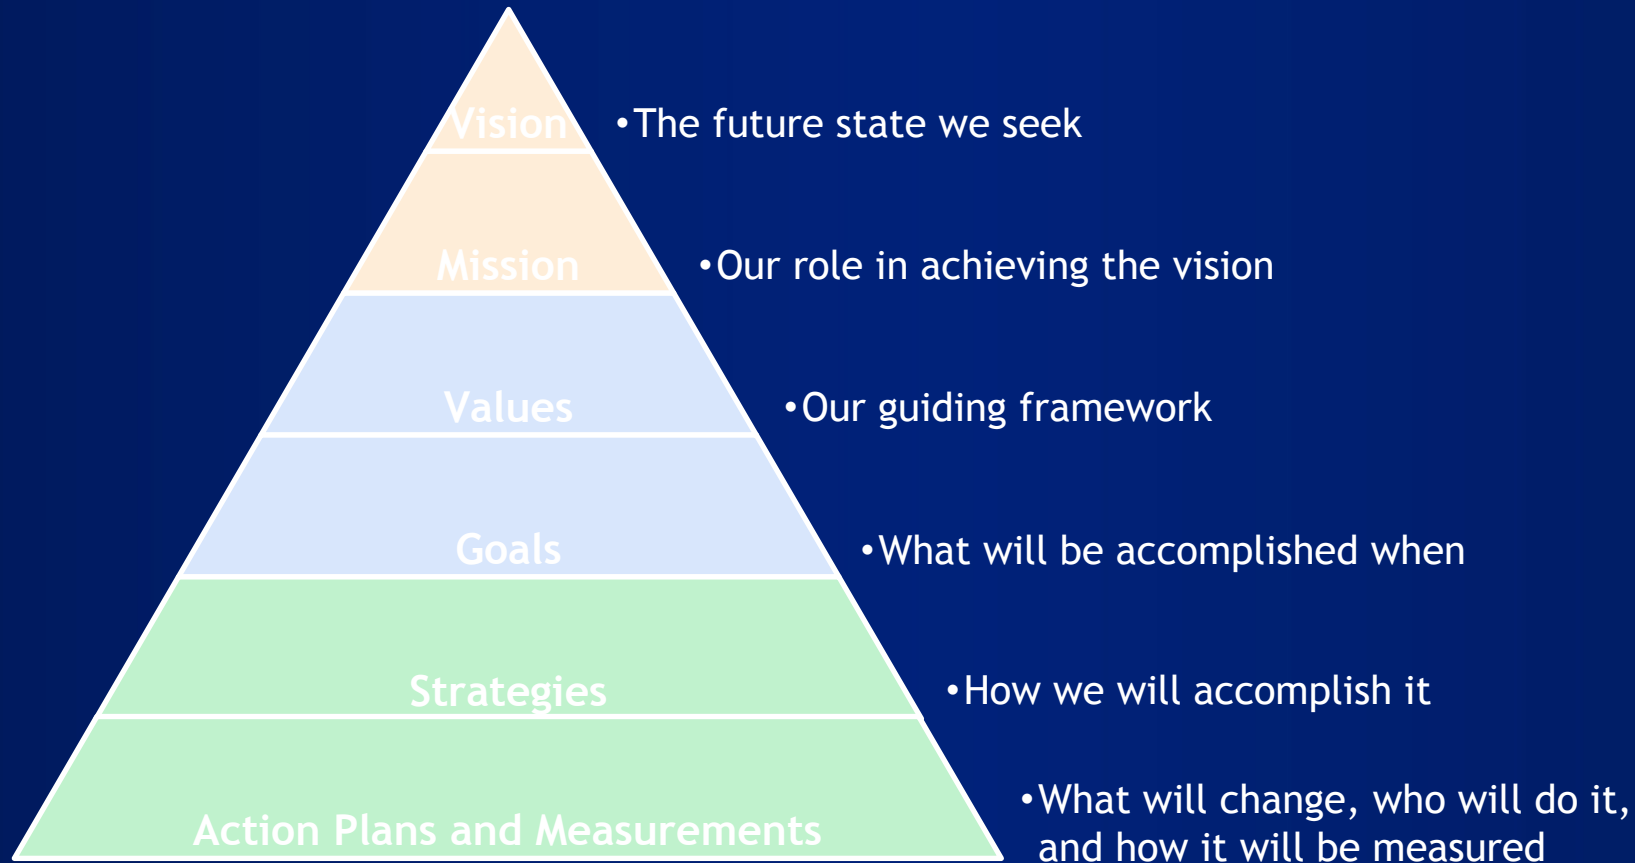 Vision
•The future state we seek
Mission
•Our role in achieving the vision
Values
•Our guiding framework
Goals
•What will be accomplished when
Strategies
•How we will accomplish it
Action Plans and Measurements
•What will change, who will do it,
and how it will be measured